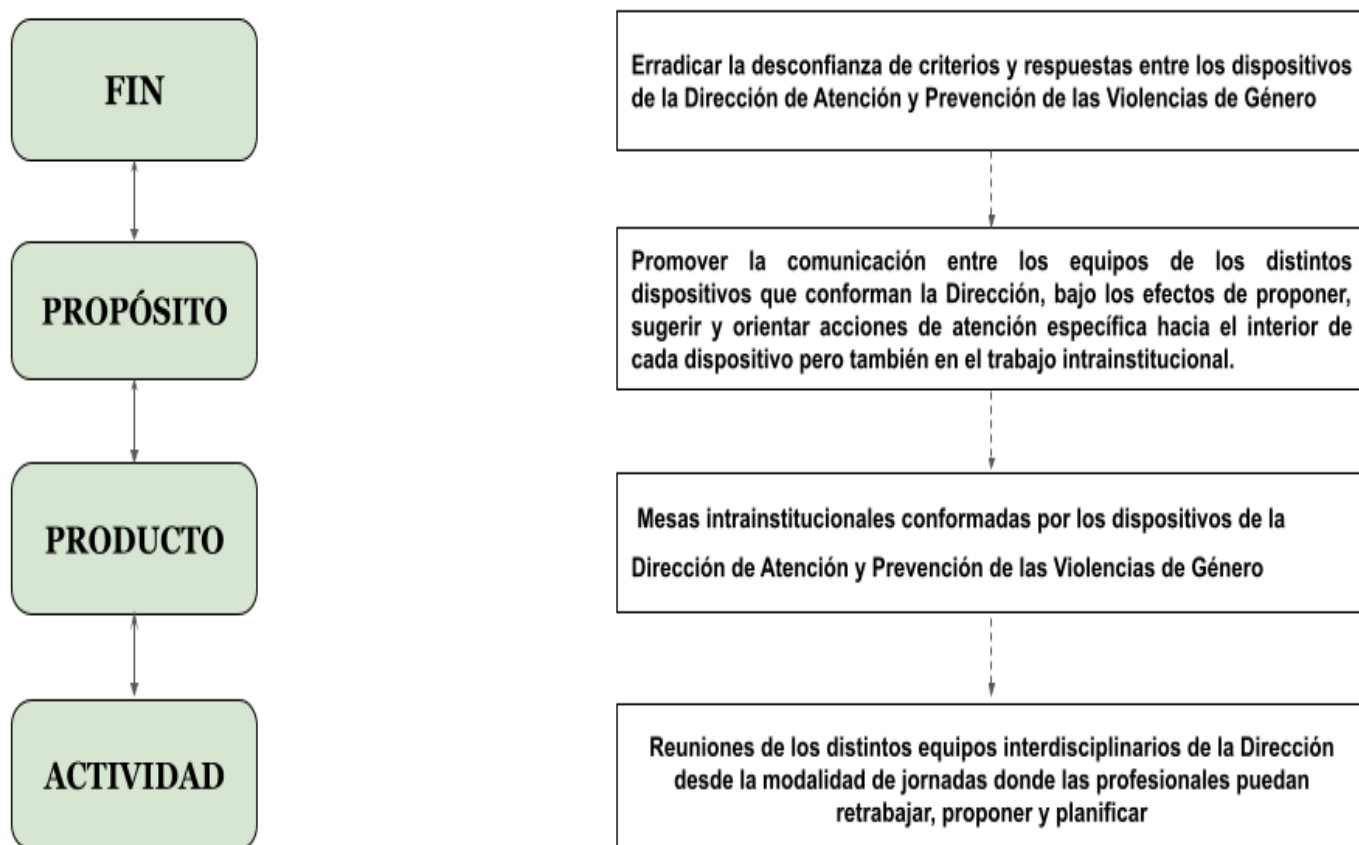 FIN
Erradicar la desconfianza de criterios y respuestas entre los dispositivos
de la Dirección de Atención y Prevención de las Violencias de Género
PROPÓSITO
Promover la comunicación entre los equipos de los distintos
dispositivos que conforman la Dirección, bajo los efectos de proponer,
sugerir y orientar acciones de atención específica hacia el interior de
cada dispositivo pero también en el trabajo intrainstitucional.
PRODUCTO
Mesas intrainstitucionales conformadas por los dispositivos de la
Dirección de Atención y Prevención de las Violencias de Género
ACTIVIDAD
Reuniones de los distintos equipos interdisciplinarios de la Dirección
desde la modalidad de jornadas donde las profesionales puedan
retrabajar, proponer y planificar